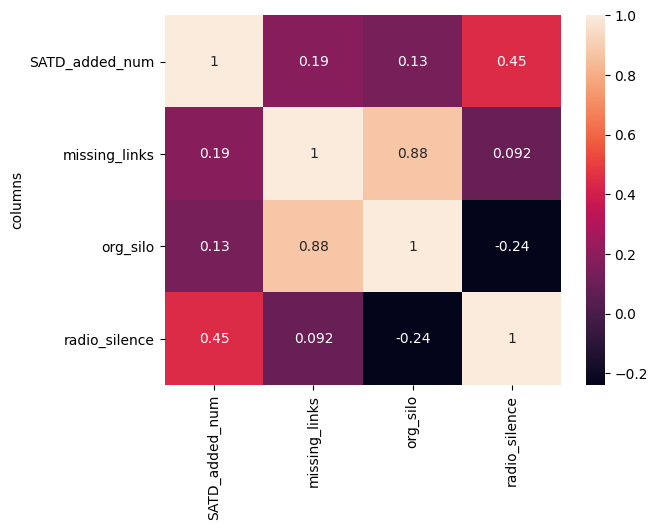 columns
SATD_added_num
missing_links
org_silo
radio_silence
1 0.19 0.13 0.45
0.19 1 0.88 0.092
0.13 0.88 1 -0.24
0.45 0.092 -0.24 1
SATD_added_num
missing_links
org_silo
radio_silence
1.0
0.8
0.6
0.4
0.2
0.0
−0.2